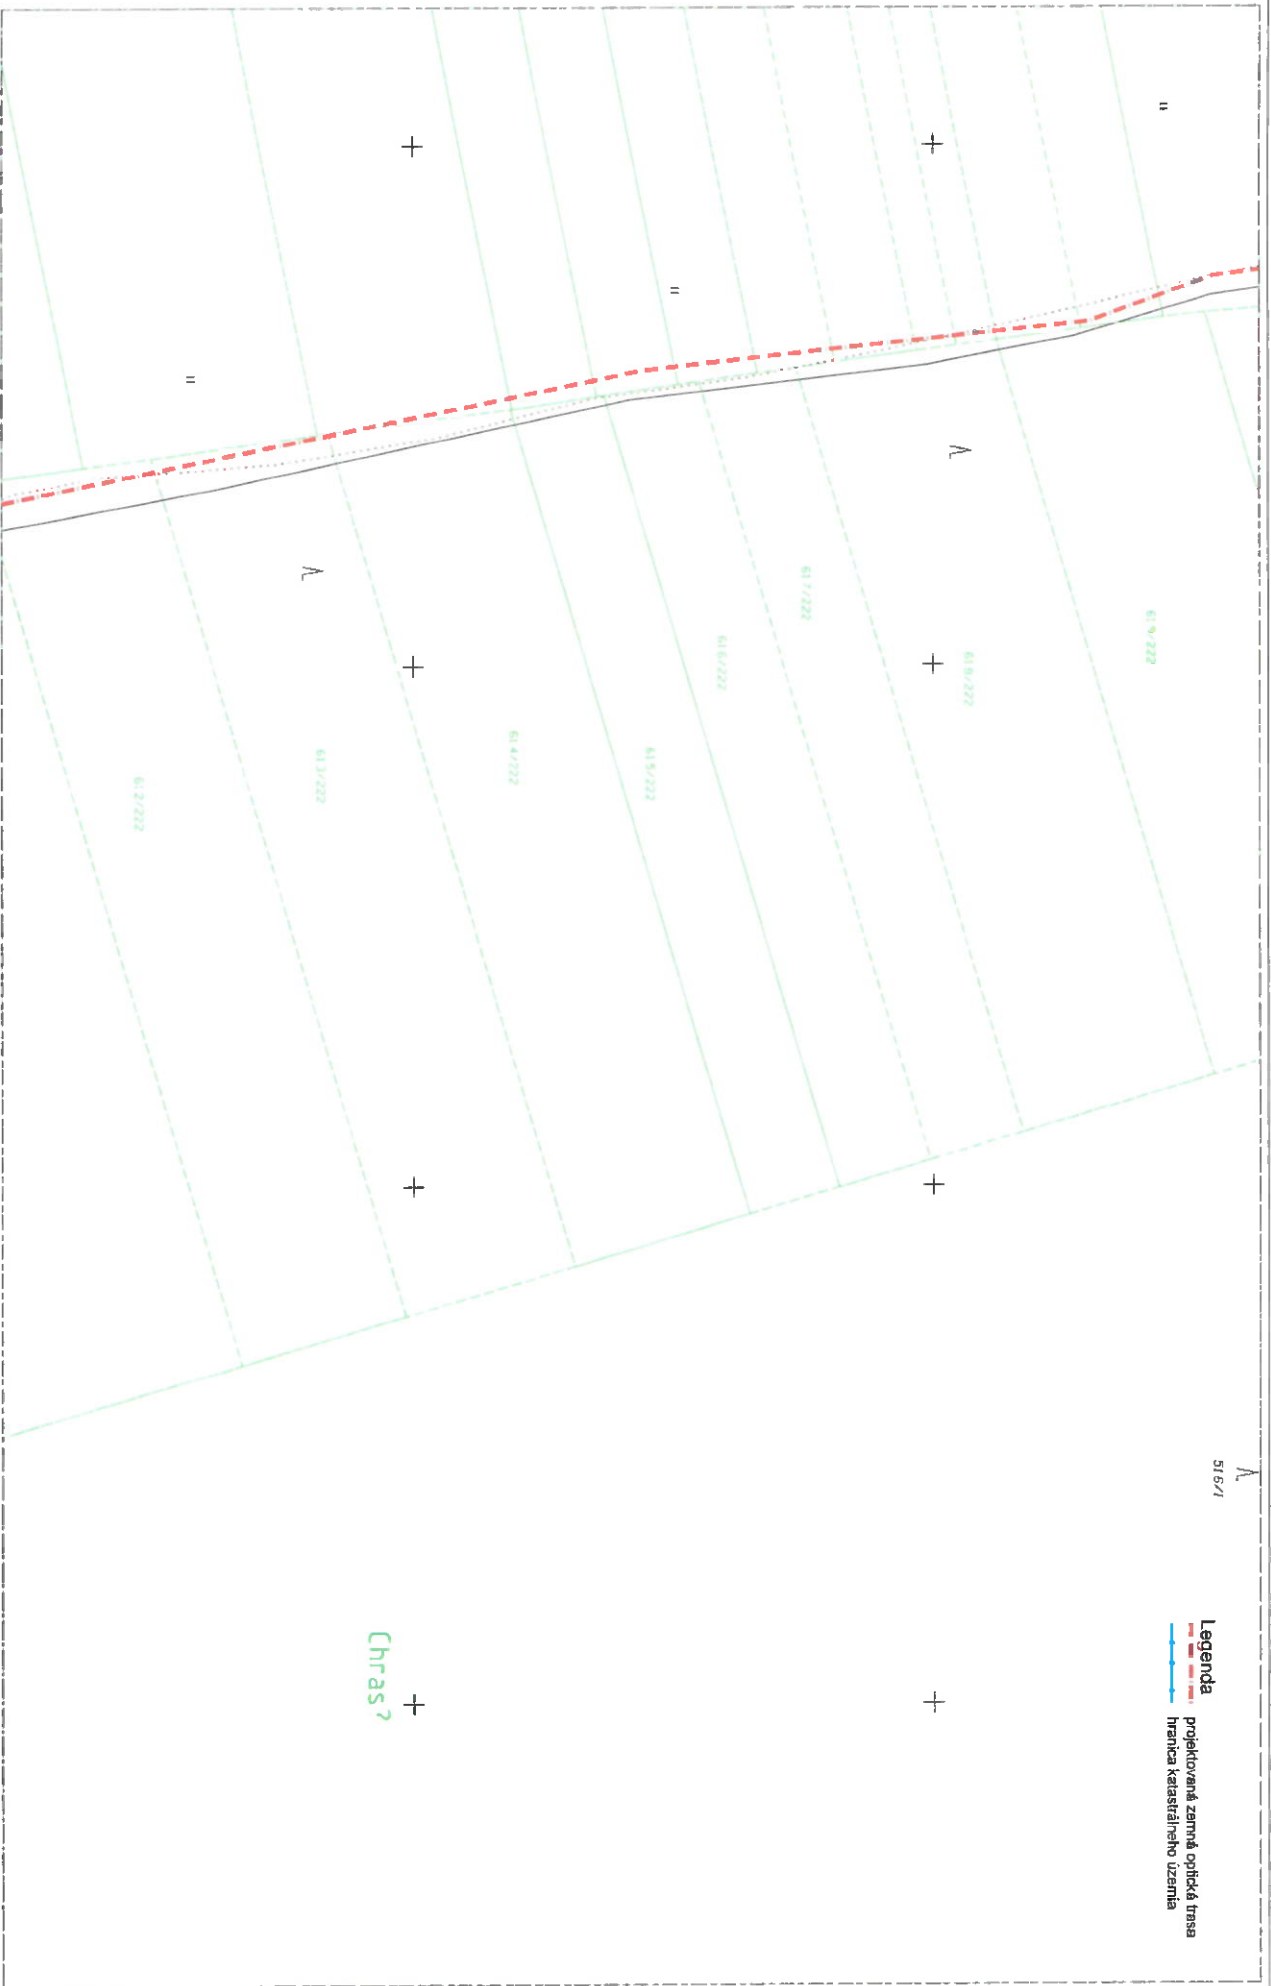 619/222
618/222
617/222
616/222
615/222
614/222
613/222
612/222
516/1
Legenda
projektovaná zemná optická trasa
hranica katastrálneho územia
Chras?